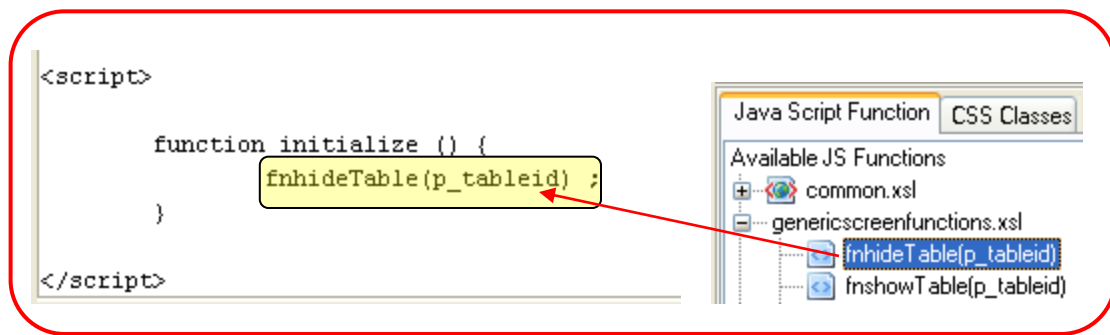 <script>
function initialize () {
fnhideTable(p_tableid) ;
}
</script>
Java Script Function CSS Classes
Available JS Functions
common.xsl
genericscreenfunctions.xsl
fnhideTable(p_tableid)
fnshowTable(p_tableid)